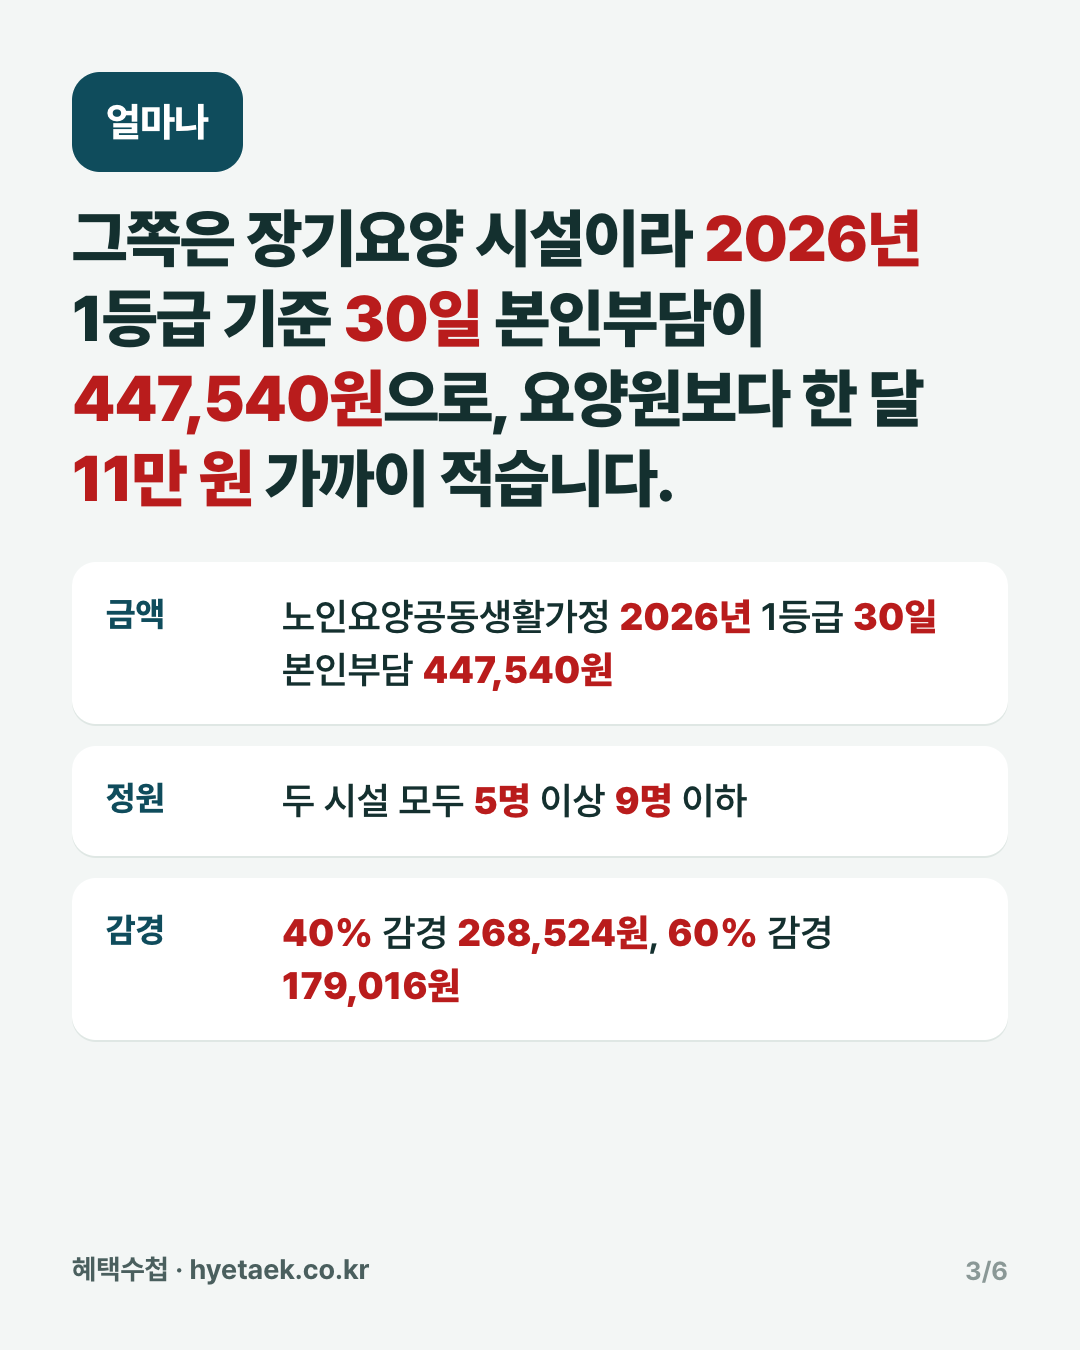 얼마나
그쪽은 장기요양 시설이라 2026년
1등급 기준 30일 본인부담이
447,540원으로, 요양원보다 한 달
11만 원 가까이 적습니다.
금액
노인요양공동생활가정 2026년 1등급 30일
본인부담 447,540원
정원
두 시설 모두 5명 이상 9명 이하
감경
40% 감경 268,524원, 60% 감경
179,016원
혜택수첩 · hyetaek.co.kr
3/6